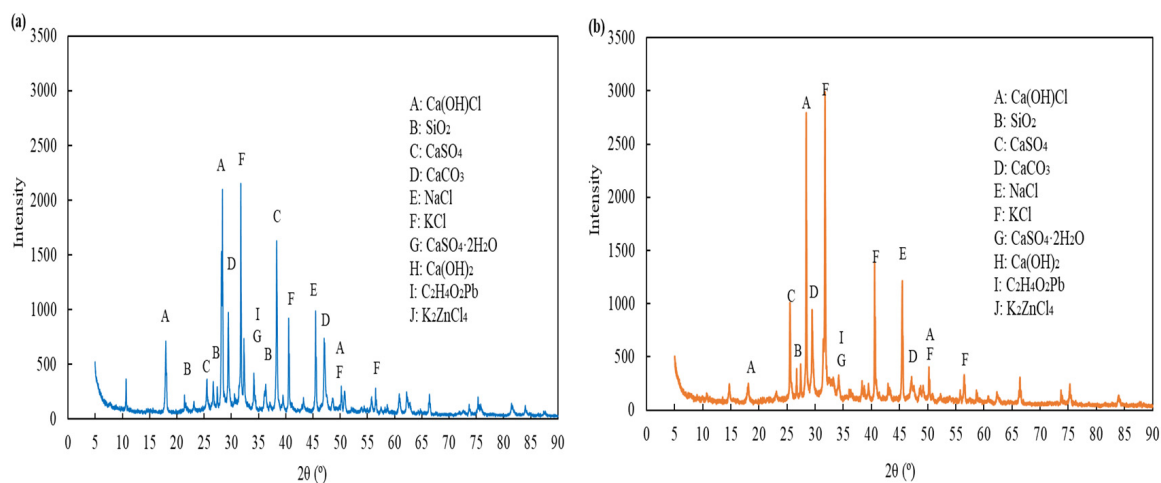 (a)
3500
3000
2500
2000
1500
1000
500
0
Intensity
A: Ca(OH)Cl
B: SiO₂
C: CaSO₄
D: CaCO₃
E: NaCl
F: KCl
G: CaSO₄·2H₂O
H: Ca(OH)₂
I: C₂H₄O₂Pb
J: K₂ZnCl₄
A
B
C
B
A
D
F
I
G
B
C
F
E
D
A
F
F
0 5 10 15 20 25 30 35 40 45 50 55 60 65 70 75 80 85 90
2θ (º)
(b)
3500
3000
2500
2000
1500
1000
500
0
Intensity
A: Ca(OH)Cl
B: SiO₂
C: CaSO₄
D: CaCO₃
E: NaCl
F: KCl
G: CaSO₄·2H₂O
H: Ca(OH)₂
I: C₂H₄O₂Pb
J: K₂ZnCl₄
A
C
B
A
D
F
I
G
F
E
D
A
F
F
0 5 10 15 20 25 30 35 40 45 50 55 60 65 70 75 80 85 90
2θ (º)